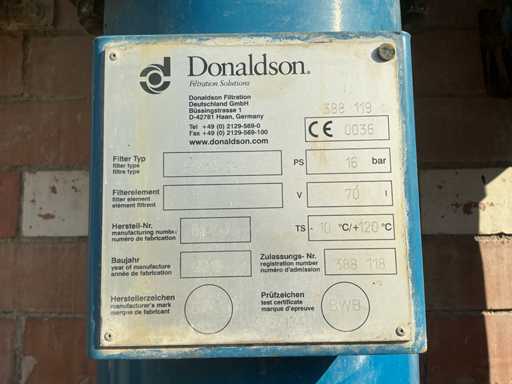 Donaldson®
Filtration Solutions
Donaldson Filtration
Deutschland GmbH
Büssingstrasse 1
D-42781 Haan, Germany
Tel +49 (0) 2129-569-0
Fax +49 (0) 2129-569-100
www.donaldson.com
388 119
CE 0036
Filter Typ
filter type
filtre type
PS 16 bar
Filterelement
filter element
élément filtrant
V 70 l
Herstell-Nr.
manufacturing number
numéro de fabrication
TS - 10 °C/+120°C
Baujahr
year of manufacture
année de fabrication
Zulassungs- Nr.
registration number
numéro d'admission
388 118
Herstellerzeichen
manufacturer's mark
marque de fabricant
Prüfzeichen
test certificate
marque d'épreuve
BWB